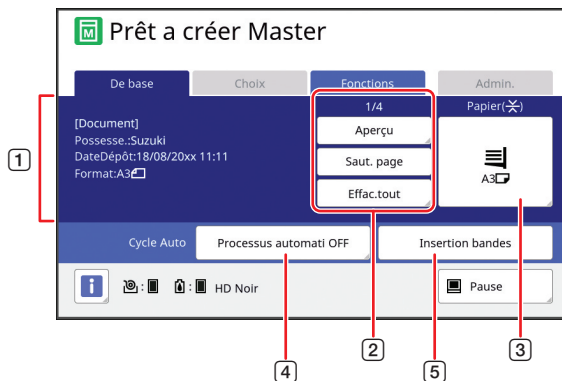 M
Prêt a créer Master
De base
Choix
Fonctions
Admin.
1/4
Papier
[Document]
Possesse.:Suzuki
DateDépôt:18/08/20xx 11:11
Format:A3
Aperçu
Saut. page
Effac.tout
A3
1
Cycle Auto
Processus automati OFF
Insertion bandes
i
HD Noir
Pause
2
3
4
5